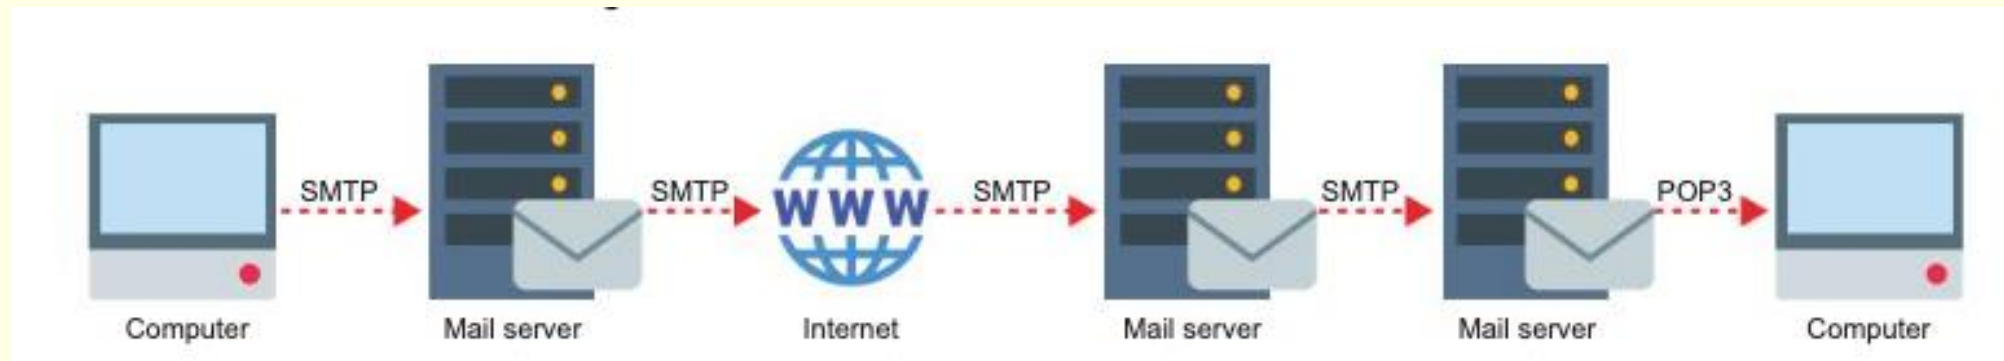 SMTP SMTP SMTP SMTP POP3
WWW
Computer Mail server Internet Mail server Mail server Computer